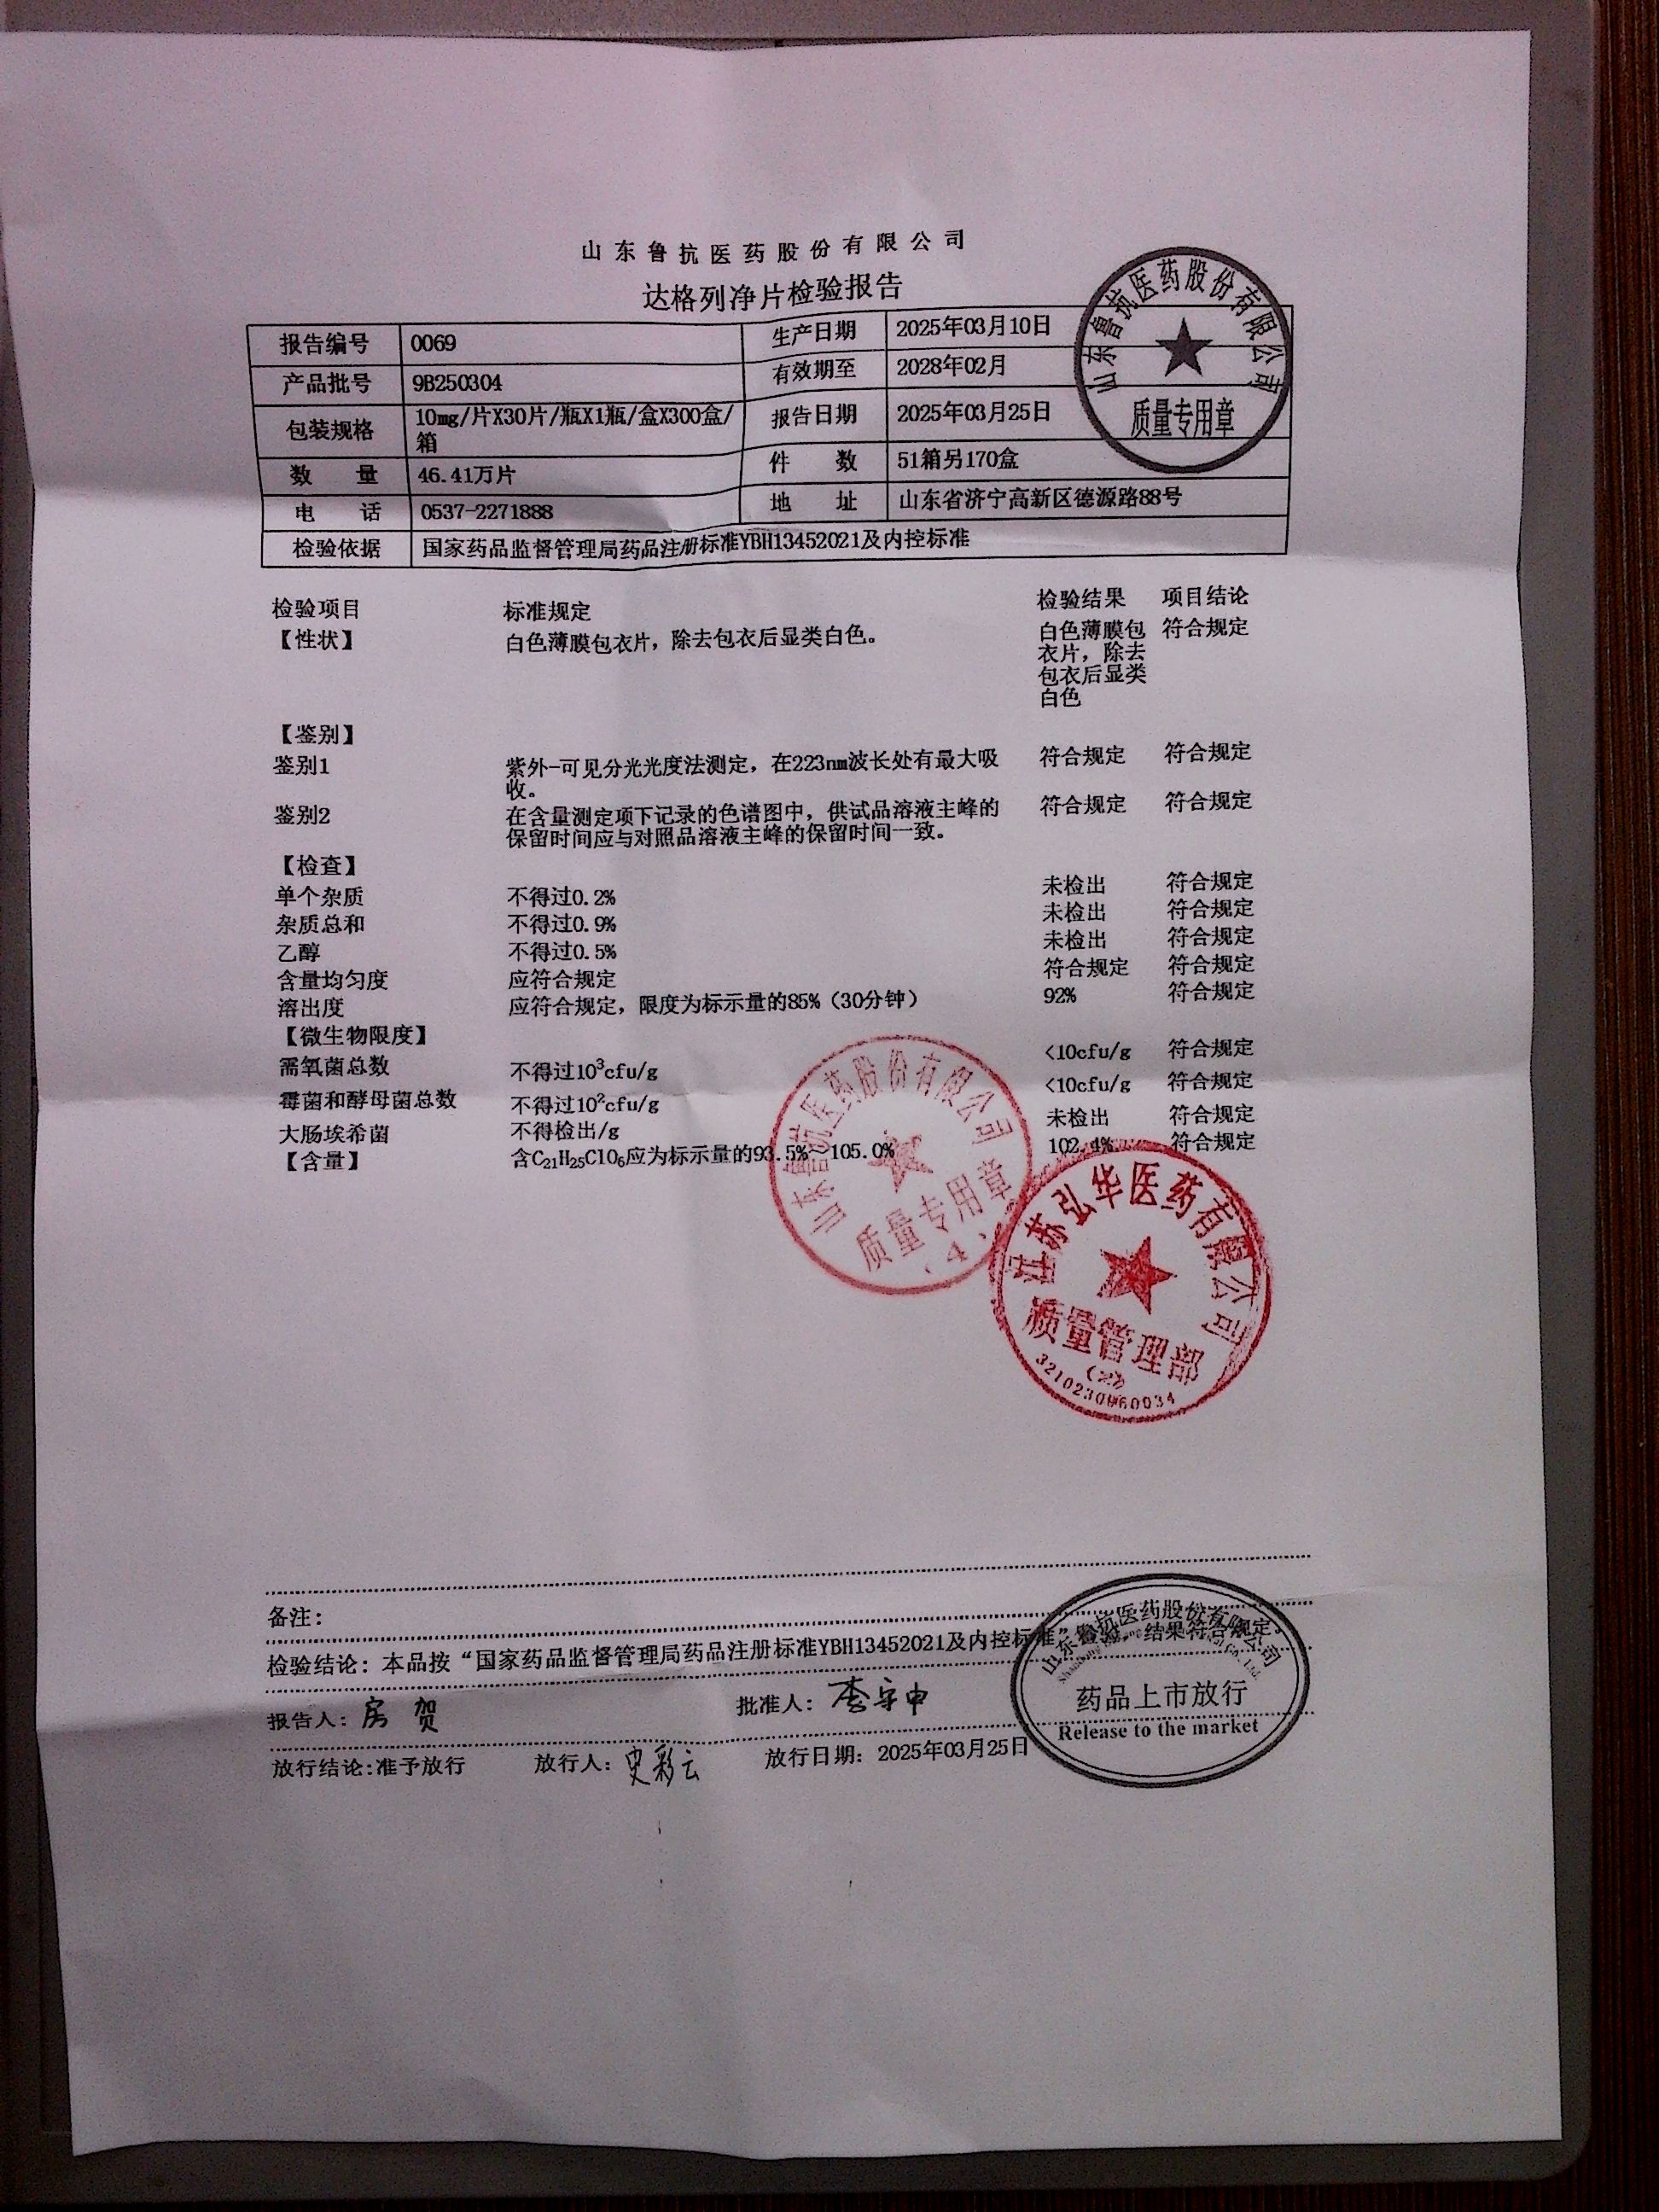 山东鲁抗医药股份有限公司
达格列净片检验报告
报告编号 0069 生产日期 2025年03月10日
产品批号 9B250304 有效期至 2028年02月
包装规格 10mg/片X30片/瓶X1瓶/盒X300盒/箱 报告日期 2025年03月25日
数 量 46.41万片 件 数 51箱另170盒
电 话 0537-2271888 地 址 山东省济宁高新区德源路88号
检验依据 国家药品监督管理局药品注册标准YBH13452021及内控标准
山东鲁抗医药股份有限公司
质量专用章
检验项目 标准规定 检验结果 项目结论
【性状】 白色薄膜包衣片，除去包衣后显类白色。 白色薄膜包衣片，除去包衣后显类白色 符合规定
【鉴别】
鉴别1 紫外-可见分光光度法测定，在223nm波长处有最大吸收。 符合规定 符合规定
鉴别2 在含量测定项下记录的色谱图中，供试品溶液主峰的保留时间应与对照品溶液主峰的保留时间一致。 符合规定 符合规定
【检查】
单个杂质 不得过0.2% 未检出 符合规定
杂质总和 不得过0.9% 未检出 符合规定
乙醇 不得过0.5% 未检出 符合规定
含量均匀度 应符合规定 符合规定 符合规定
溶出度 应符合规定，限度为标示量的85%（30分钟） 92% 符合规定
【微生物限度】
需氧菌总数 不得过10³cfu/g <10cfu/g 符合规定
霉菌和酵母菌总数 不得过10²cfu/g <10cfu/g 符合规定
大肠埃希菌 不得检出/g 未检出 符合规定
【含量】 含C₂₁H₂₅ClO₆应为标示量的93.5%~105.0% 102.4% 符合规定
山东鲁抗医药股份有限公司
质量专用章
4
江苏弘华医药有限公司
质量管理部
(2)
备注：
检验结论：本品按“国家药品监督管理局药品注册标准YBH13452021及内控标准”检验，结果符合规定。
报告人：房贺 批准人：李宇申
放行结论：准予放行 放行人：史彩云 放行日期：2025年03月25日
山东鲁抗医药股份有限公司
药品上市放行
Release to the market